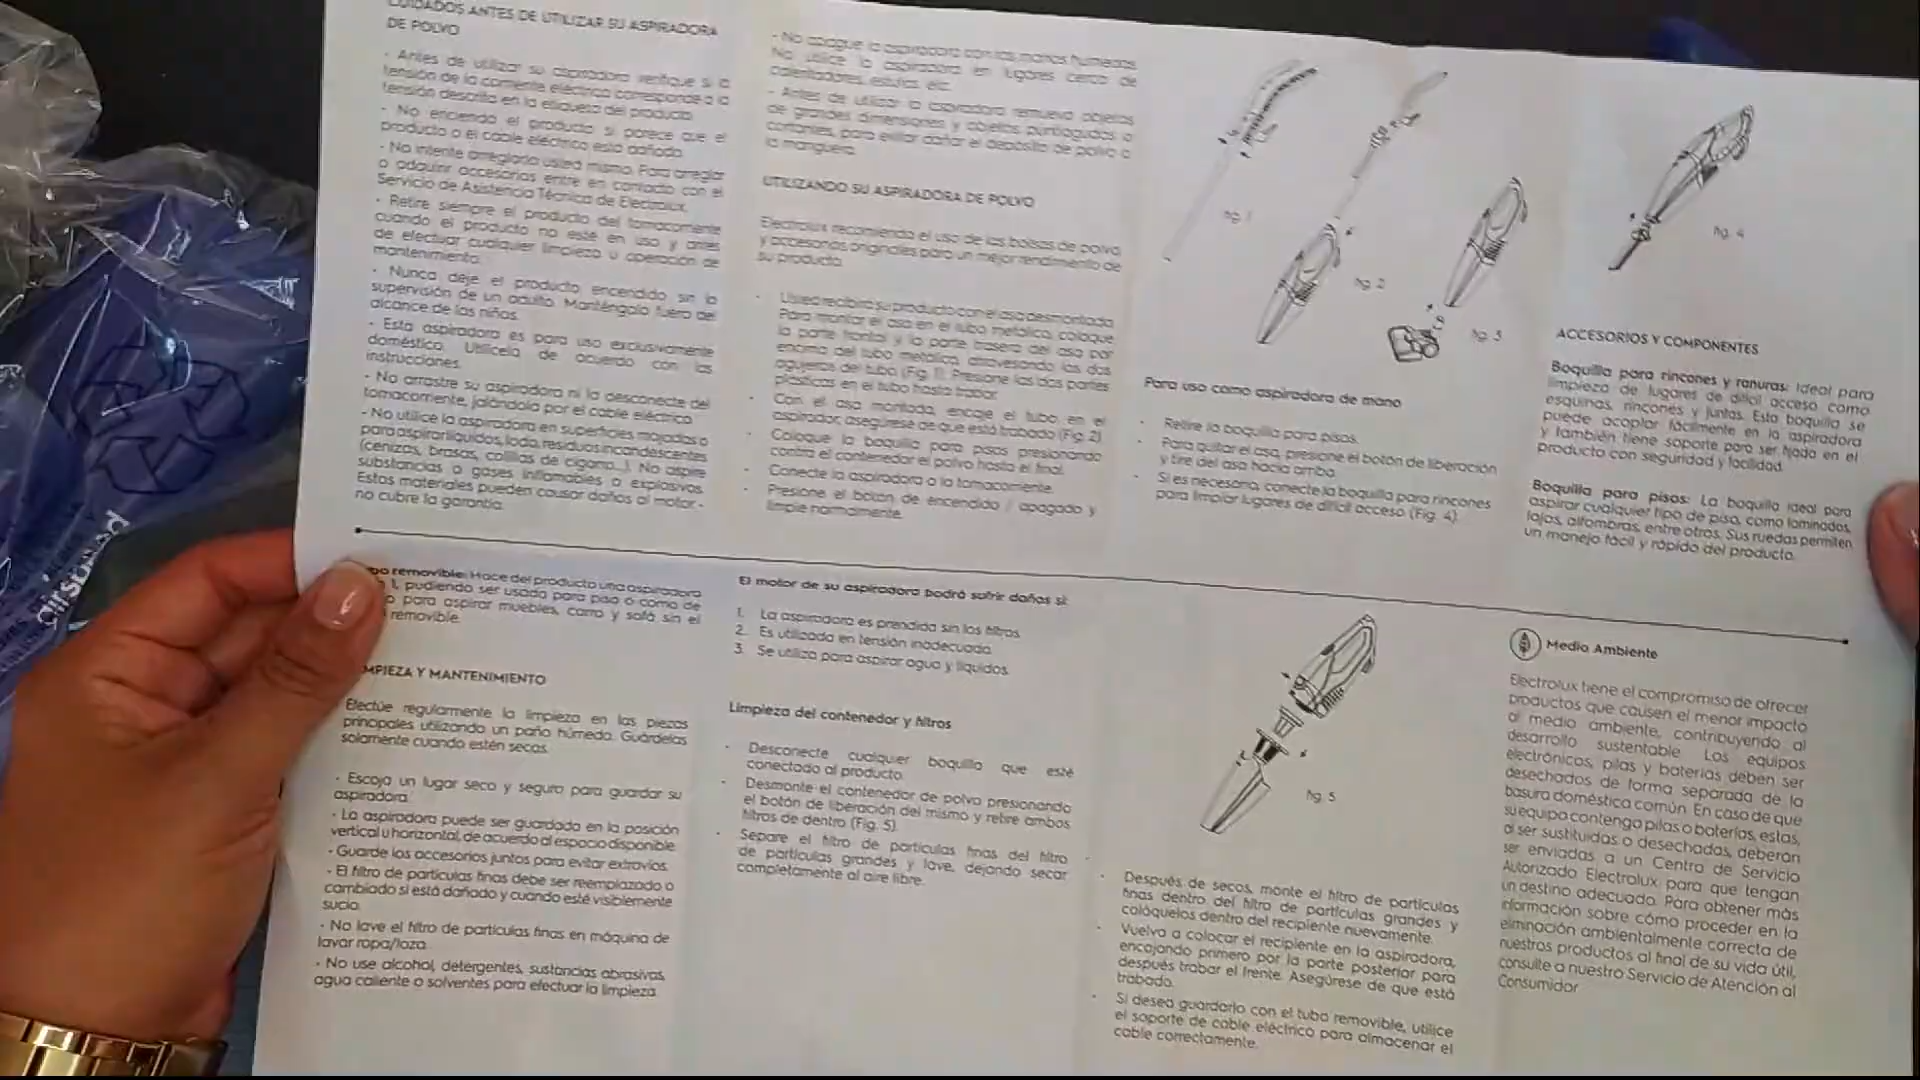 CUIDADOS ANTES DE UTILIZAR SU ASPIRADORA
DE POLVO
- Antes de utilizar su aspiradora verifique si la
tensión de la corriente eléctrica corresponde a la
tensión descrita en la etiqueta del producto.
- No encienda el producto si parece que el
producto o el cable eléctrico está dañado.
- No intente arreglarla usted mismo. Para arreglar
o adquirir accesorios entre en contacto con el
Servicio de Asistencia Técnica de Electrolux.
- Retire siempre el producto del tomacorriente
cuando el producto no esté en uso y antes
de efectuar cualquier limpieza u operación de
mantenimiento.
- Nunca deje el producto encendido sin la
supervisión de un adulto. Manténgalo fuera del
alcance de los niños.
- Esta aspiradora es para uso exclusivamente
doméstico. Utilícela de acuerdo con las
instrucciones.
- No arrastre su aspiradora ni la desconecte del
tomacorriente, jalándola por el cable eléctrico.
- No utilice la aspiradora en superficies mojadas o
para aspirar líquidos, lodo, residuos incandescentes
(cenizas, brasas, colillas de cigarro...). No aspire
substancias o gases inflamables o explosivos.
Estos materiales pueden causar daños al motor -
no cubre la garantía.
- No apague la aspiradora con las manos húmedas.
No utilice la aspiradora en lugares cerca de
calentadores, estufas, etc.
- Antes de utilizar la aspiradora remueva objetos
de grandes dimensiones y objetos puntiagudos o
cortantes, para evitar dañar el depósito de polvo o
la manguera.
UTILIZANDO SU ASPIRADORA DE POLVO
Electrolux recomienda el uso de las bolsas de polvo
y accesorios originales para un mejor rendimiento de
su producto.
- Usted recibirá su producto con el asa desmontada.
Para montar el asa en el tubo metálico, coloque
la parte frontal y la parte trasera del asa por
encima del tubo metálico, atravesando los dos
agujeros del tubo (Fig. 1). Presione las dos partes
plásticas en el tubo hasta trabar.
- Con el asa montada, encaje el tubo en el
aspirador, asegúrese de que está trabado (Fig. 2).
- Coloque la boquilla para pisos presionando
contra el contenedor el polvo hasta el final.
- Conecte la aspiradora a la tomacorriente.
- Presione el botón de encendido / apagado y
limpie normalmente.
fig. 1
fig. 2
fig. 3
Para uso como aspiradora de mano
- Retire la boquilla para pisos.
- Para quitar el asa, presione el botón de liberación
y tire del asa hacia arriba.
- Si es necesario, conecte la boquilla para rincones
para limpiar lugares de difícil acceso (Fig. 4).
fig. 4
ACCESORIOS Y COMPONENTES
Boquilla para rincones y ranuras: Ideal para
limpieza de lugares de difícil acceso como
esquinas, rincones y juntas. Esta boquilla se
puede acoplar fácilmente en la aspiradora
y también tiene soporte para ser fijada en el
producto con seguridad y facilidad.
Boquilla para pisos: La boquilla ideal para
aspirar cualquier tipo de piso, como laminados,
lajas, alfombras, entre otros. Sus ruedas permiten
un manejo fácil y rápido del producto.
removible: Hace del producto una aspiradora
1, pudiendo ser usada para piso o como de
para aspirar muebles, carro y sofá sin el
removible.
MPIEZA Y MANTENIMIENTO
Efectúe regularmente la limpieza en las piezas
principales utilizando un paño húmedo. Guárdelas
solamente cuando estén secas.
- Escoja un lugar seco y seguro para guardar su
aspiradora.
- La aspiradora puede ser guardada en la posición
vertical u horizontal, de acuerdo al espacio disponible.
- Guarde los accesorios juntos para evitar extravíos.
- El filtro de partículas finas debe ser reemplazado o
cambiado si está dañado y cuando esté visiblemente
sucio.
- No lave el filtro de partículas finas en máquina de
lavar ropa/loza.
- No use alcohol, detergentes, sustancias abrasivas,
agua caliente o solventes para efectuar la limpieza.
El motor de su aspiradora podrá sufrir daños si:
1. La aspiradora es prendida sin los filtros.
2. Es utilizada en tensión inadecuada.
3. Se utiliza para aspirar agua y líquidos.
Limpieza del contenedor y filtros
- Desconecte cualquier boquilla que esté
conectado al producto.
- Desmonte el contenedor de polvo presionando
el botón de liberación del mismo y retire ambos
filtros de dentro (Fig. 5).
- Separe el filtro de partículas finas del filtro
de partículas grandes y lave, dejando secar
completamente al aire libre.
fig. 5
- Después de secos, monte el filtro de partículas
finas dentro del filtro de partículas grandes y
colóquelos dentro del recipiente nuevamente.
- Vuelva a colocar el recipiente en la aspiradora,
encajando primero por la parte posterior para
después trabar el frente. Asegúrese de que está
trabado.
- Si desea guardarlo con el tubo removible, utilice
el soporte de cable eléctrico para almacenar el
cable correctamente.
Medio Ambiente
Electrolux tiene el compromiso de ofrecer
productos que causen el menor impacto
al medio ambiente, contribuyendo al
desarrollo sustentable. Los equipos
electrónicos, pilas y baterías deben ser
desechados de forma separada de la
basura doméstica común. En caso de que
su equipo contenga pilas o baterías, estas,
al ser sustituidas o desechadas, deberán
ser enviadas a un Centro de Servicio
Autorizado Electrolux para que tengan
un destino adecuado. Para obtener más
información sobre cómo proceder en la
eliminación ambientalmente correcta de
nuestros productos al final de su vida útil,
consulte a nuestro Servicio de Atención al
Consumidor.